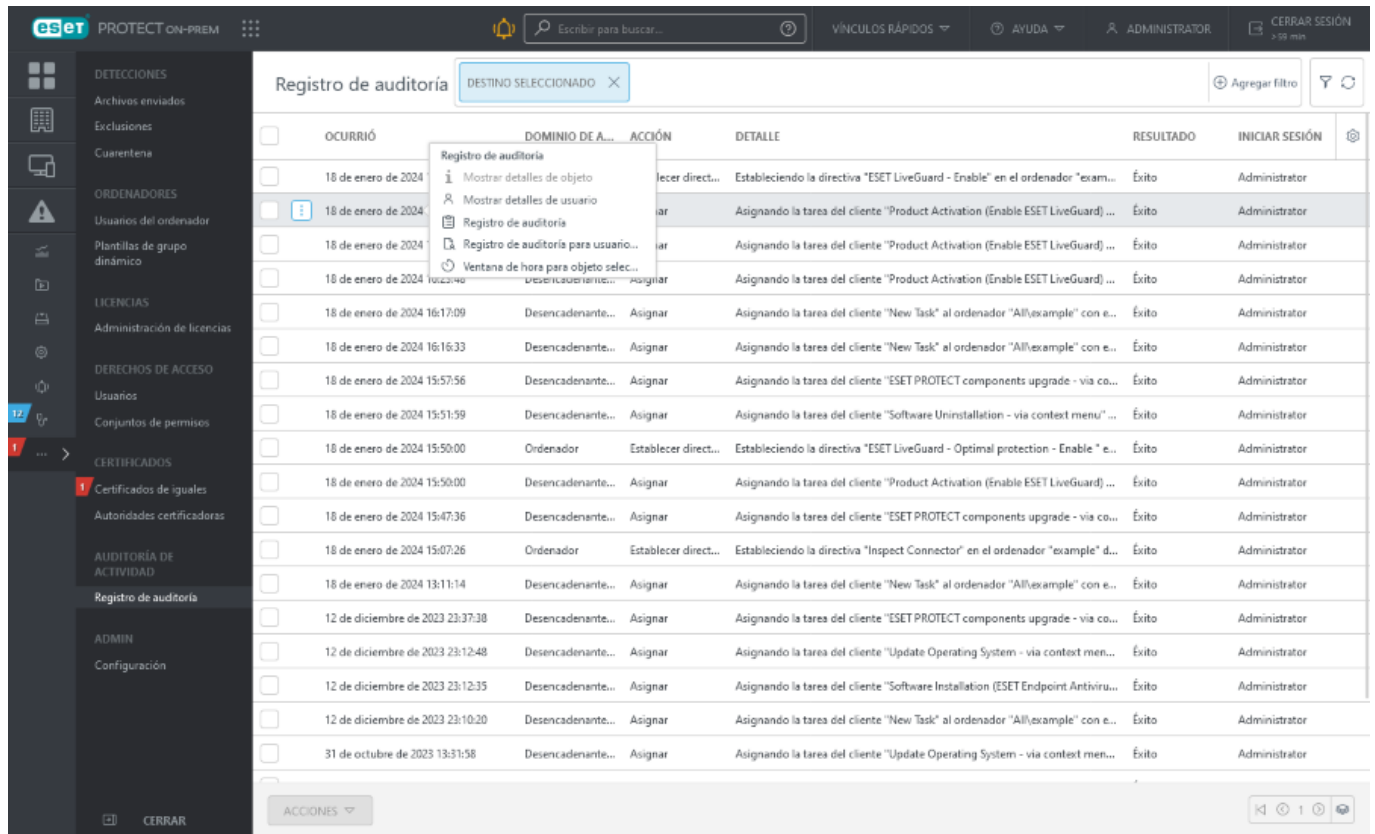 eset PROTECT ON-PREM
Escribir para buscar...
VÍNCULOS RÁPIDOS
AYUDA
ADMINISTRATOR
CERRAR SESIÓN
> 59 min
DETECCIONES
Archivos enviados
Exclusiones
Cuarentena
ORDENADORES
Usuarios del ordenador
Plantillas de grupo
dinámico
LICENCIAS
Administración de licencias
DERECHOS DE ACCESO
Usuarios
12
Conjuntos de permisos
1
CERTIFICADOS
1 Certificados de iguales
Autoridades certificadoras
AUDITORÍA DE
ACTIVIDAD
Registro de auditoría
ADMIN
Configuración
CERRAR
Registro de auditoría
DESTINO SELECCIONADO
Agregar filtro
OCURRIÓ DOMINIO DE A... ACCIÓN DETALLE RESULTADO INICIAR SESIÓN
Registro de auditoría
Mostrar detalles de objeto
Mostrar detalles de usuario
Registro de auditoría
Registro de auditoría para usuario...
Ventana de hora para objeto selec...
18 de enero de 2024 lecer direct... Estableciendo la directiva "ESET LiveGuard - Enable" en el ordenador "exam... Éxito Administrator
18 de enero de 2024 ar Asignando la tarea del cliente "Product Activation (Enable ESET LiveGuard) ... Éxito Administrator
18 de enero de 2024 ar Asignando la tarea del cliente "Product Activation (Enable ESET LiveGuard) ... Éxito Administrator
18 de enero de 2024 Desencadenante... Asignar Asignando la tarea del cliente "Product Activation (Enable ESET LiveGuard) ... Éxito Administrator
18 de enero de 2024 16:17:09 Desencadenante... Asignar Asignando la tarea del cliente "New Task" al ordenador "All\example" con e... Éxito Administrator
18 de enero de 2024 16:16:33 Desencadenante... Asignar Asignando la tarea del cliente "New Task" al ordenador "All\example" con e... Éxito Administrator
18 de enero de 2024 15:57:56 Desencadenante... Asignar Asignando la tarea del cliente "ESET PROTECT components upgrade - via co... Éxito Administrator
18 de enero de 2024 15:51:59 Desencadenante... Asignar Asignando la tarea del cliente "Software Uninstallation - via context menu" ... Éxito Administrator
18 de enero de 2024 15:50:00 Ordenador Establecer direct... Estableciendo la directiva "ESET LiveGuard - Optimal protection - Enable " e... Éxito Administrator
18 de enero de 2024 15:50:00 Desencadenante... Asignar Asignando la tarea del cliente "Product Activation (Enable ESET LiveGuard) ... Éxito Administrator
18 de enero de 2024 15:47:36 Desencadenante... Asignar Asignando la tarea del cliente "ESET PROTECT components upgrade - via co... Éxito Administrator
18 de enero de 2024 15:07:26 Ordenador Establecer direct... Estableciendo la directiva "Inspect Connector" en el ordenador "example" d... Éxito Administrator
18 de enero de 2024 13:11:14 Desencadenante... Asignar Asignando la tarea del cliente "New Task" al ordenador "All\example" con e... Éxito Administrator
12 de diciembre de 2023 23:37:38 Desencadenante... Asignar Asignando la tarea del cliente "ESET PROTECT components upgrade - via co... Éxito Administrator
12 de diciembre de 2023 23:12:48 Desencadenante... Asignar Asignando la tarea del cliente "Update Operating System - via context men... Éxito Administrator
12 de diciembre de 2023 23:12:35 Desencadenante... Asignar Asignando la tarea del cliente "Software Installation (ESET Endpoint Antiviru... Éxito Administrator
12 de diciembre de 2023 23:10:20 Desencadenante... Asignar Asignando la tarea del cliente "New Task" al ordenador "All\example" con e... Éxito Administrator
31 de octubre de 2023 13:31:58 Desencadenante... Asignar Asignando la tarea del cliente "Update Operating System - via context men... Éxito Administrator
ACCIONES
1